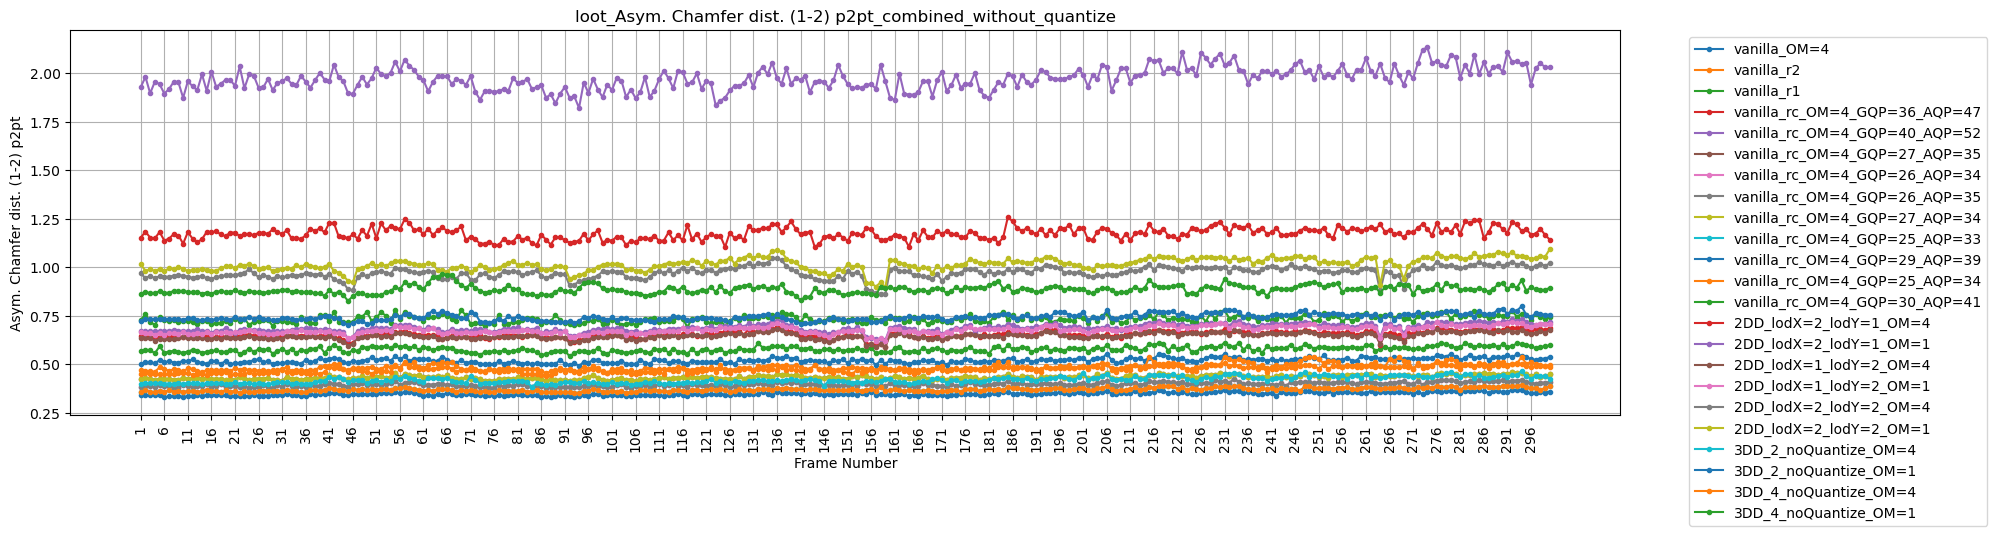 loot_Asym. Chamfer dist. (1-2) p2pt_combined_without_quantize
Asym. Chamfer dist. (1-2) p2pt
2.00
1.75
1.50
1.25
1.00
0.75
0.50
0.25
1 6 11 16 21 26 31 36 41 46 51 56 61 66 71 76 81 86 91 96 101 106 111 116 121 126 131 136 141 146 151 156 161 166 171 176 181 186 191 196 201 206 211 216 221 226 231 236 241 246 251 256 261 266 271 276 281 286 291 296
Frame Number
vanilla_OM=4
vanilla_r2
vanilla_r1
vanilla_rc_OM=4_GQP=36_AQP=47
vanilla_rc_OM=4_GQP=40_AQP=52
vanilla_rc_OM=4_GQP=27_AQP=35
vanilla_rc_OM=4_GQP=26_AQP=34
vanilla_rc_OM=4_GQP=26_AQP=35
vanilla_rc_OM=4_GQP=27_AQP=34
vanilla_rc_OM=4_GQP=25_AQP=33
vanilla_rc_OM=4_GQP=29_AQP=39
vanilla_rc_OM=4_GQP=25_AQP=34
vanilla_rc_OM=4_GQP=30_AQP=41
2DD_lodX=2_lodY=1_OM=4
2DD_lodX=2_lodY=1_OM=1
2DD_lodX=1_lodY=2_OM=4
2DD_lodX=1_lodY=2_OM=1
2DD_lodX=2_lodY=2_OM=4
2DD_lodX=2_lodY=2_OM=1
3DD_2_noQuantize_OM=4
3DD_2_noQuantize_OM=1
3DD_4_noQuantize_OM=4
3DD_4_noQuantize_OM=1